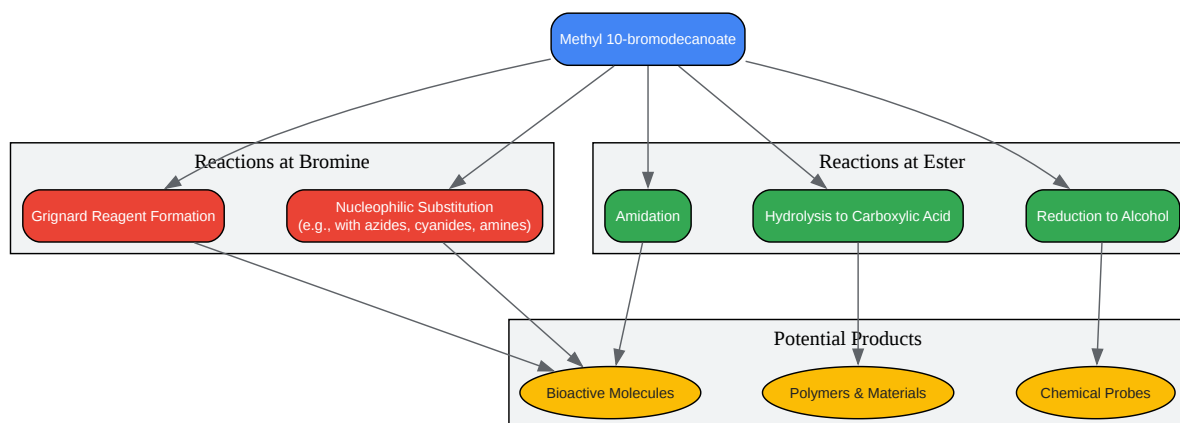 Methyl 10-bromodecanoate
Reactions at Bromine
Reactions at Ester
Grignard Reagent Formation
Nucleophilic Substitution
(e.g., with azides, cyanides, amines)
Amidation
Hydrolysis to Carboxylic Acid
Reduction to Alcohol
Potential Products
Bioactive Molecules
Polymers & Materials
Chemical Probes